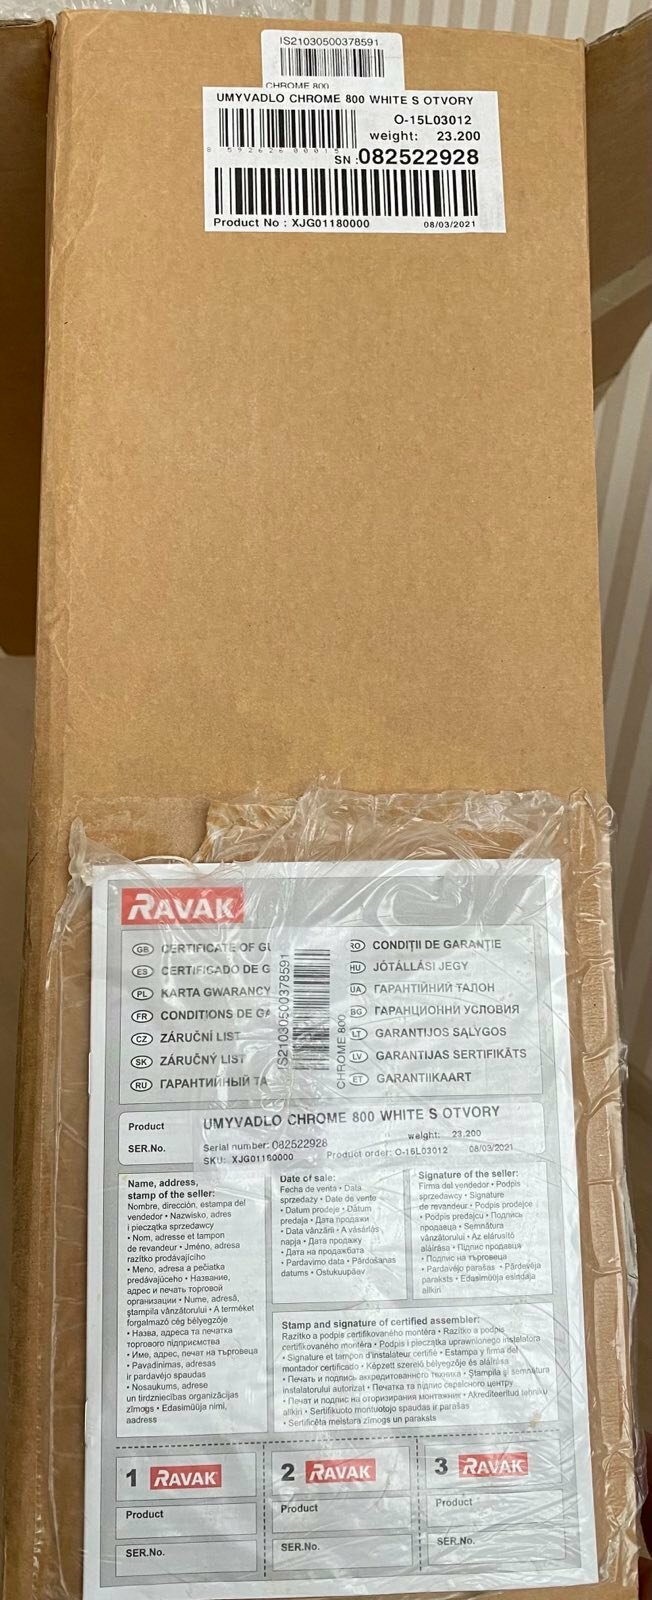 IS21030500378591
CHROME 800
UMYVADLO CHROME 800 WHITE S OTVORY
O-15L03012
weight: 23.200
SN :082522928
Product No : XJG01180000
08/03/2021
RAVAK
GB CERTIFICATE OF GU
ES CERTIFICADO DE G
PL KARTA GWARANCY
FR CONDITIONS DE GA
CZ ZÁRUČNÍ LIST
SK ZÁRUČNÝ LIST
RU ГАРАНТИЙНЫЙ ТА
S21030500378591
CHROME 800
RO CONDIȚII DE GARANȚIE
HU JÓTÁLLÁSI JEGY
UA ГАРАНТІЙНИЙ ТАЛОН
BG ГАРАНЦИОННИ УСЛОВИЯ
LT GARANTIJOS SĄLYGOS
LV GARANTIJAS SERTIFIKĀTS
ET GARANTIIKAART
Product
UMYVADLO CHROME 800 WHITE S OTVORY
weight: 23.200
SER.No.
Serial number: 082522928
Product order: O-15L03012
08/03/2021
SKU: XJG01180000
Name, address,
stamp of the seller:
Nombre, dirección, estampa del
vendedor • Nazwisko, adres
i pieczątka sprzedawcy
• Nom, adresse et tampon
de revandeur • Jméno, adresa
razítko prodávajícího
• Meno, adresa a pečiatka
predávajúceho • Название,
адрес и печать торговой
организации • Nume, adresă,
ștampila vânzătorului • A terméket
forgalmazó cég bélyegzője
• Назва, адреса та печатка
торгового підприємства
• Име, адрес, печат на търговеца
• Pavadinimas, adresas
ir pardavėjo spaudas
• Nosaukums, adrese
un tirdzniecības organizācijas
zīmogs • Edasimüüja nimi,
aadress
Date of sale:
Fecha de venta • Data
sprzedaży • Date de vente
• Datum prodeje • Dátum
predaja • Дата продажи
• Data vânzării • A vásárlás
napja • Дата продажу
• Дата на продажбата
• Pardavimo data • Pārdošanas
datums • Ostukuupäev
Signature of the seller:
Firma del vendedor • Podpis
sprzedawcy • Signature
de revandeur • Podpis prodejce
• Podpis predajcu • Подпись
продавца • Semnătura
vânzătorului • Az elárusító
aláírása • Підпис продавця
• Подпис на търговеца
• Pardavėjo parašas • Pārdevēja
paraksts • Edasimüüja esindaja
allkiri
Stamp and signature of certified assembler:
Razítko a podpis certifikovaného montéra • Razítko a podpis
certifikovaného montéra • Podpis i pieczątka uprawnionego instalatora
• Signature et tampon d'instalateur certifié • Estampa y firma del
montador certificado • Képzett szerelő bélyegzője és aláírása
• Печать и подпись акредитованного техника • Ștampila și semnătura
instalatorului autorizat • Печатка та підпис сервісного центру
• Печат и подпис на оторизирания монтажник • Akrediteeritud tehniku
allkiri • Sertifikuoto montuotojo spaudas ir parašas
• Sertificēta meistara zīmogs un paraksts
1 RAVAK
Product
SER.No.
2 RAVAK
Product
SER.No.
3 RAVAK
Product
SER.No.